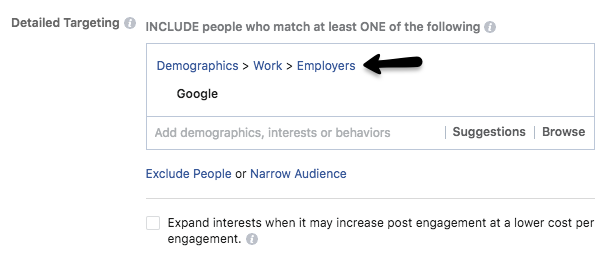 Detailed Targeting
INCLUDE people who match at least ONE of the following
Demographics > Work > Employers
Google
Add demographics, interests or behaviors | Suggestions | Browse
Exclude People or Narrow Audience
Expand interests when it may increase post engagement at a lower cost per
engagement.